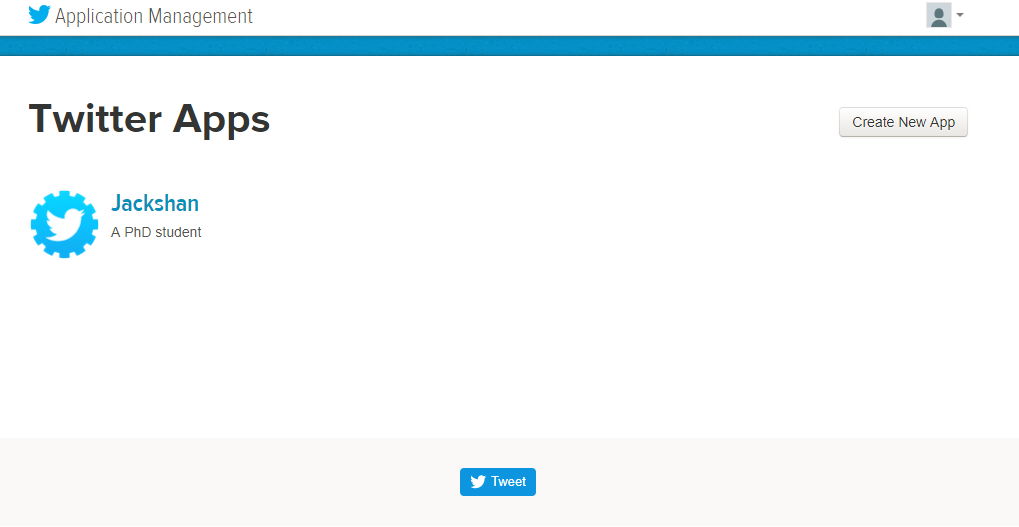 Application Management
Twitter Apps
Create New App
Jackshan
A PhD student
Tweet